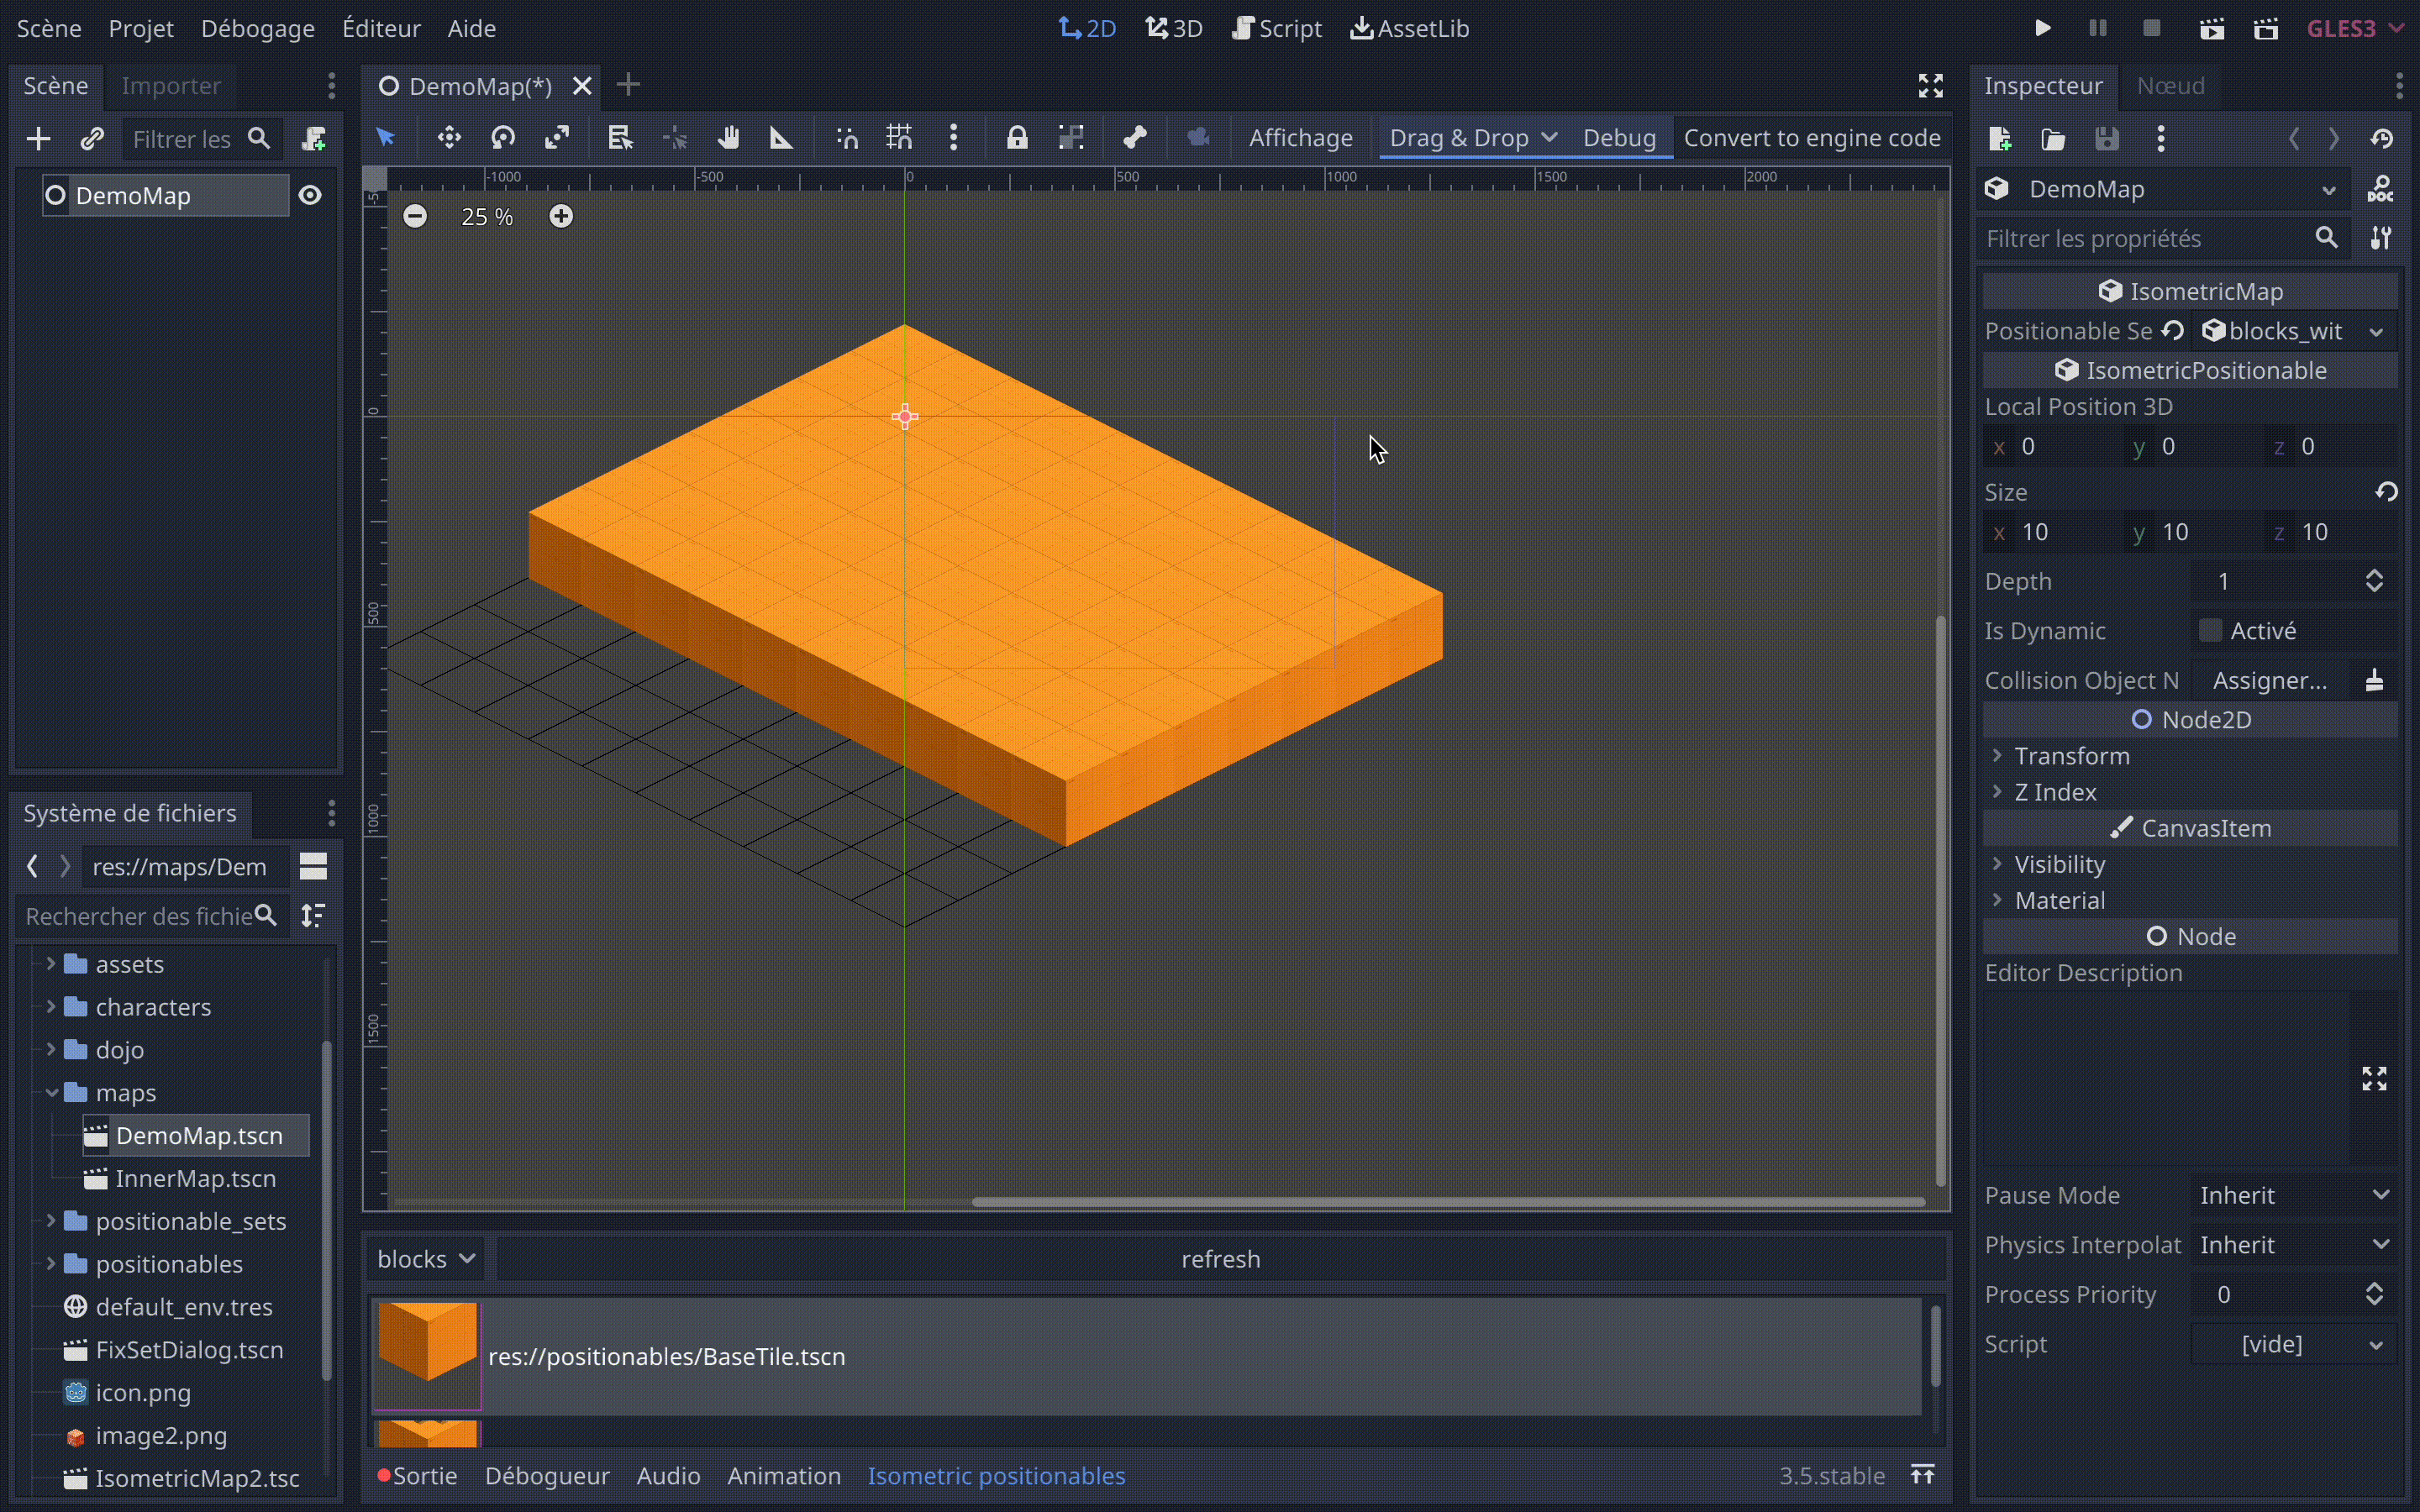 Scène Projet Débogage Éditeur Aide
2D 3D Script AssetLib
GLES3
Scène Importer
Filtrer les
DemoMap
Système de fichiers
res://maps/Dem
Rechercher des fichie
assets
characters
dojo
maps
DemoMap.tscn
InnerMap.tscn
positionable_sets
positionables
default_env.tres
FixSetDialog.tscn
icon.png
image2.png
IsometricMap2.tsc
DemoMap(*)
Affichage Drag & Drop Debug Convert to engine code
-1000 -500 0 500 1000 1500 2000
25 %
-5
0
500
1000
1500
blocks refresh
res://positionables/BaseTile.tscn
Sortie Débogueur Audio Animation Isometric positionables 3.5.stable
Inspecteur Nœud
DemoMap
DOC
Filtrer les propriétés
IsometricMap
Positionable Se blocks_wit
IsometricPositionable
Local Position 3D
x 0 y 0 z 0
Size
x 10 y 10 z 10
Depth 1
Is Dynamic Activé
Collision Object N Assigner...
Node2D
Transform
Z Index
CanvasItem
Visibility
Material
Node
Editor Description
Pause Mode Inherit
Physics Interpolat Inherit
Process Priority 0
Script [vide]